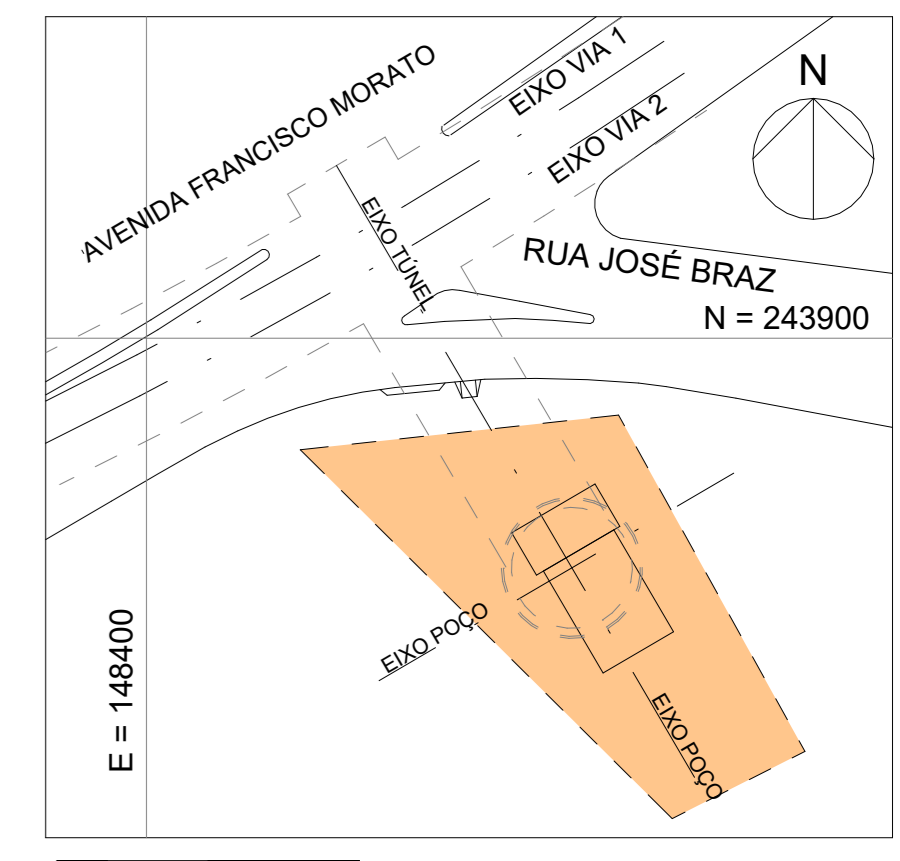 AVENIDA FRANCISCO MORATO
EIXO VIA 1
EIXO VIA 2
N
EIXO TÚNEL
RUA JOSÉ BRAZ
N = 243900
E = 148400
EIXO POÇO
EIXO POÇO